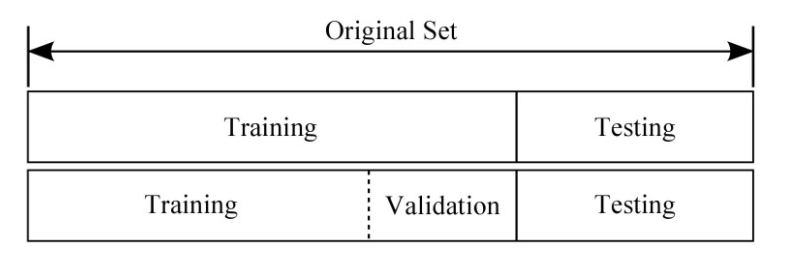 Original Set
Training Testing
Training Validation Testing